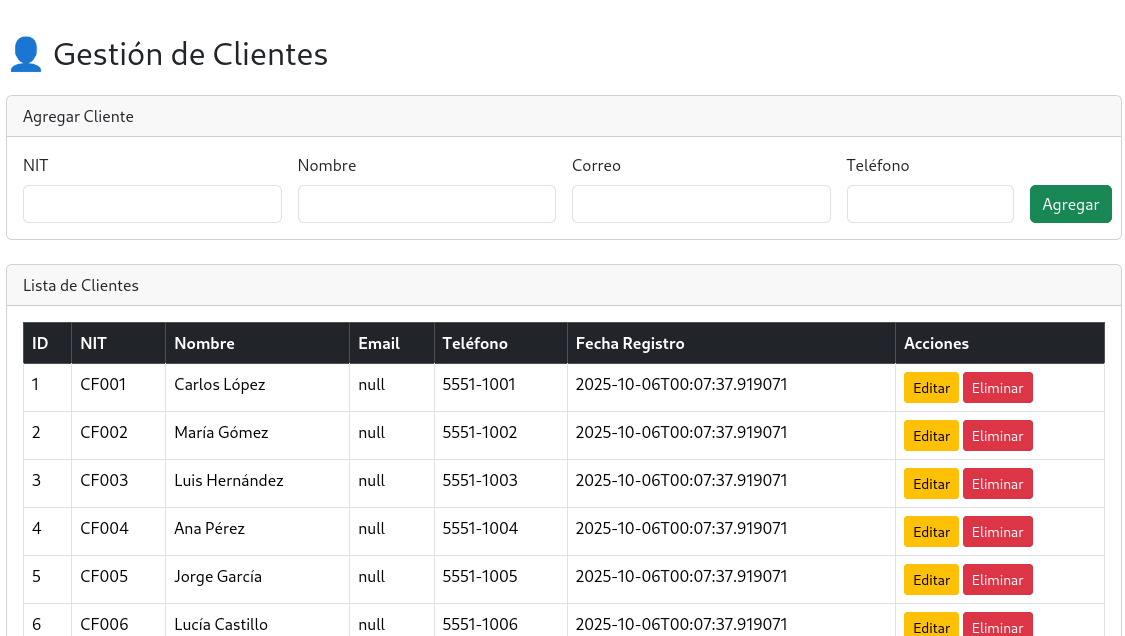 👤 Gestión de Clientes
Agregar Cliente
NIT Nombre Correo Teléfono
Agregar
Lista de Clientes
ID NIT Nombre Email Teléfono Fecha Registro Acciones
1 CF001 Carlos López null 5551-1001 2025-10-06T00:07:37.919071 Editar Eliminar
2 CF002 María Gómez null 5551-1002 2025-10-06T00:07:37.919071 Editar Eliminar
3 CF003 Luis Hernández null 5551-1003 2025-10-06T00:07:37.919071 Editar Eliminar
4 CF004 Ana Pérez null 5551-1004 2025-10-06T00:07:37.919071 Editar Eliminar
5 CF005 Jorge García null 5551-1005 2025-10-06T00:07:37.919071 Editar Eliminar
6 CF006 Lucía Castillo null 5551-1006 2025-10-06T00:07:37.919071 Editar Eliminar